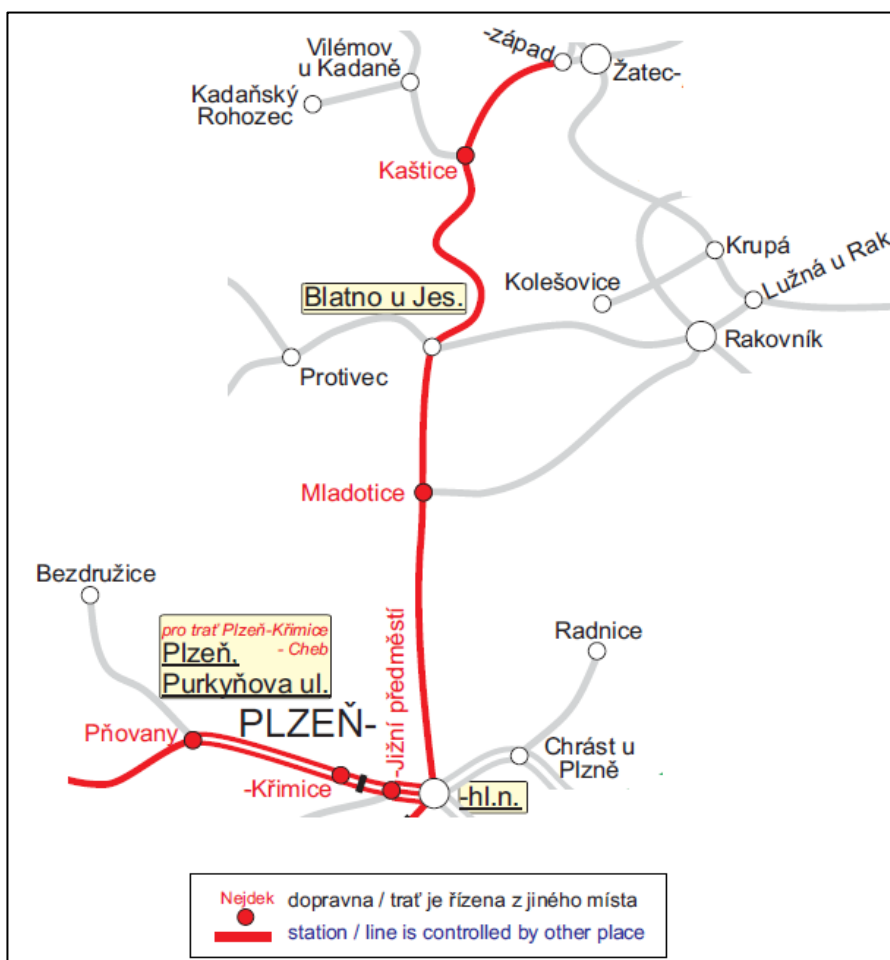 -západ
Vilémov
u Kadaně
Žatec-
Kadaňský
Rohozec
Kaštice
Krupá
Lužná u Rak
Kolešovice
Blatno u Jes.
Rakovník
Protivec
Mladotice
Bezdružice
pro trať Plzeň-Křimice
- Cheb
Plzeň,
Purkyňova ul.
-Jižní předměstí
Radnice
PLZEŇ-
Pňovany
Chrást u
Plzně
-Křimice
-hl.n.
Nejdek dopravna / trať je řízena z jiného místa
station / line is controlled by other place